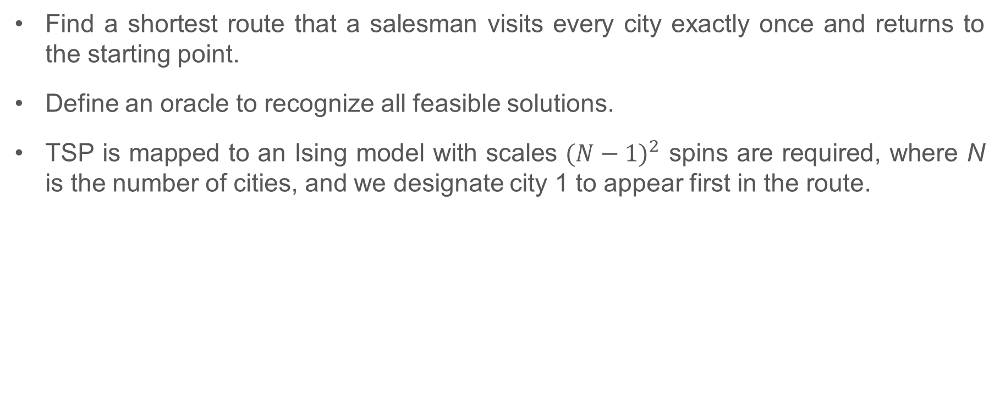 • Find a shortest route that a salesman visits every city exactly once and returns to
the starting point.
• Define an oracle to recognize all feasible solutions.
• TSP is mapped to an Ising model with scales (𝑁 − 1)² spins are required, where N
is the number of cities, and we designate city 1 to appear first in the route.